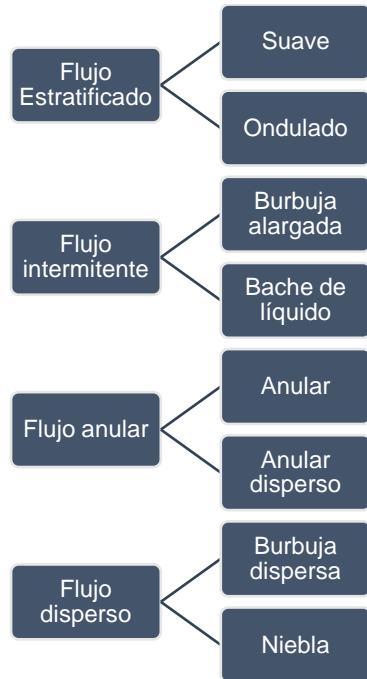 Flujo
Estratificado
Suave
Ondulado
Flujo
intermitente
Burbuja
alargada
Bache de
líquido
Flujo anular
Anular
Anular
disperso
Flujo
disperso
Burbuja
dispersa
Niebla